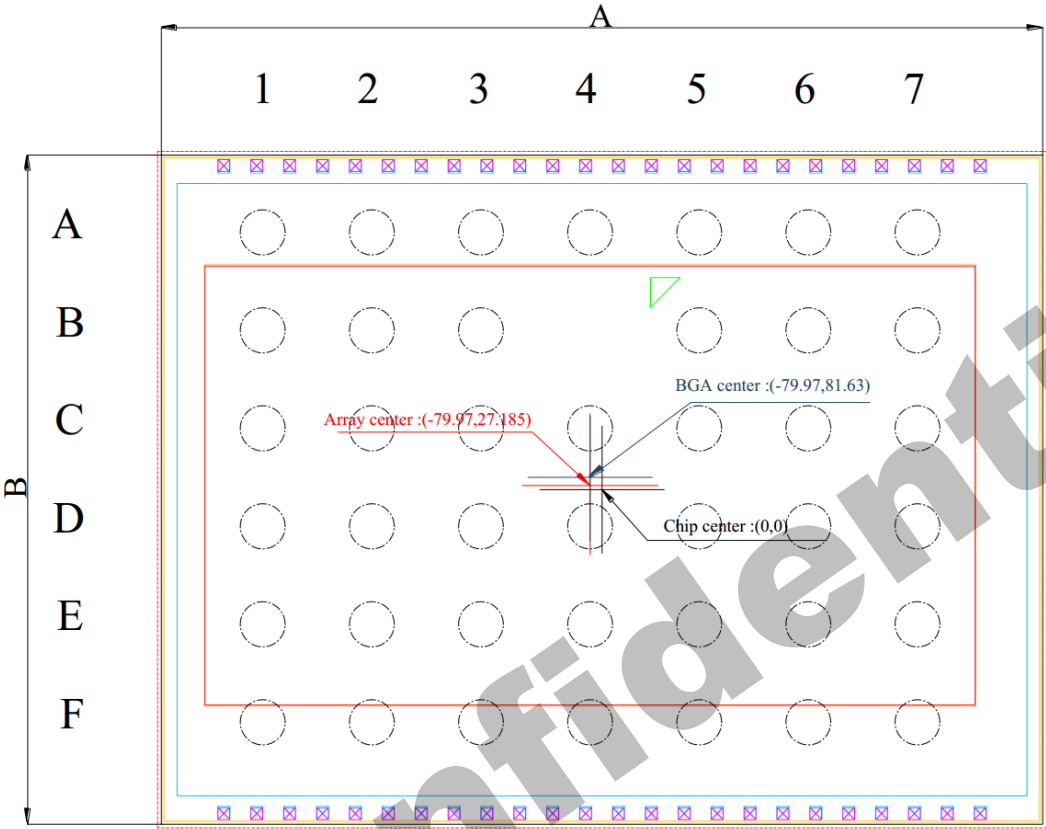 A
1 2 3 4 5 6 7
A
B
BGA center :(-79.97,81.63)
C
Array center :(-79.97,27.185)
B
D
Chip center :(0,0)
E
F
nfidenti